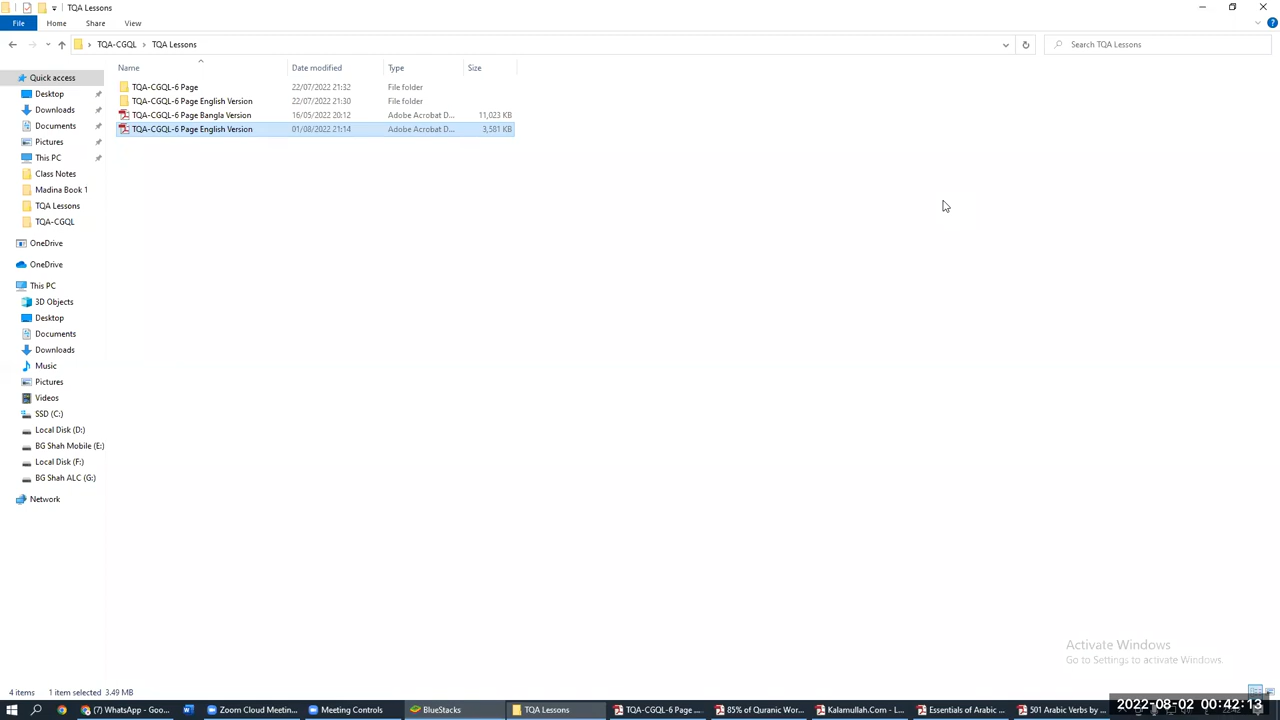 TQA Lessons
File Home Share View
TQA-CGQL TQA Lessons Search TQA Lessons
Name Date modified Type Size
TQA-CGQL-6 Page 22/07/2022 21:32 File folder
TQA-CGQL-6 Page English Version 22/07/2022 21:30 File folder
TQA-CGQL-6 Page Bangla Version 16/05/2022 20:12 Adobe Acrobat D... 11,023 KB
TQA-CGQL-6 Page English Version 01/08/2022 21:14 Adobe Acrobat D... 3,581 KB
Quick access
Desktop
Downloads
Documents
Pictures
This PC
Class Notes
Madina Book 1
TQA Lessons
TQA-CGQL
OneDrive
OneDrive
This PC
3D Objects
Desktop
Documents
Downloads
Music
Pictures
Videos
SSD (C:)
Local Disk (D:)
BG Shah Mobile (E:)
Local Disk (F:)
BG Shah ALC (G:)
Network
Activate Windows
Go to Settings to activate Windows.
4 items 1 item selected 3.49 MB
(7) WhatsApp - Goo... Zoom Cloud Meetin... Meeting Controls BlueStacks TQA Lessons TQA-CGQL-6 Page ... 85% of Quranic Wor... Kalamullah.Com - L... Essentials of Arabic ... 501 Arabic Verbs by ...
2022-08-02 00:42:13